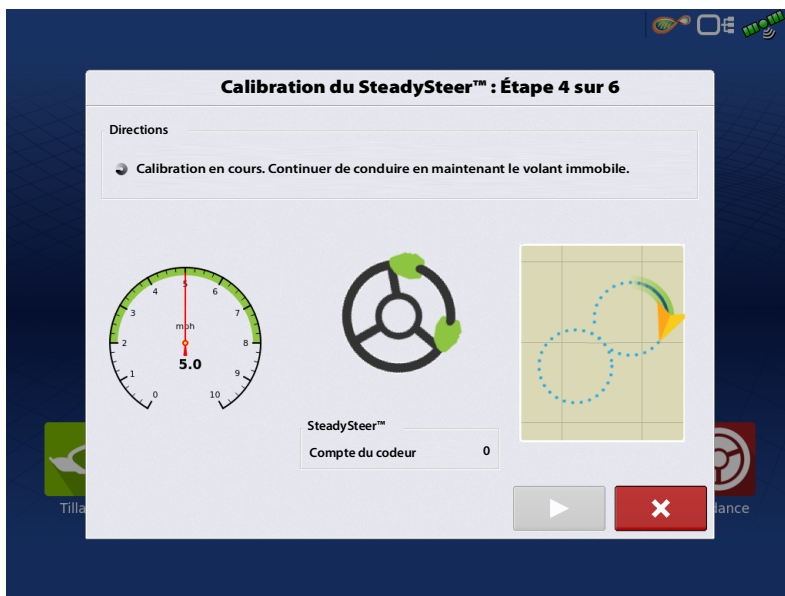 Calibration du SteadySteer™ : Étape 4 sur 6
Directions
Calibration en cours. Continuer de conduire en maintenant le volant immobile.
0
1
2
3
4
5
6
7
8
9
10
mph
5.0
SteadySteer™
Compte du codeur 0
Tilla
dance